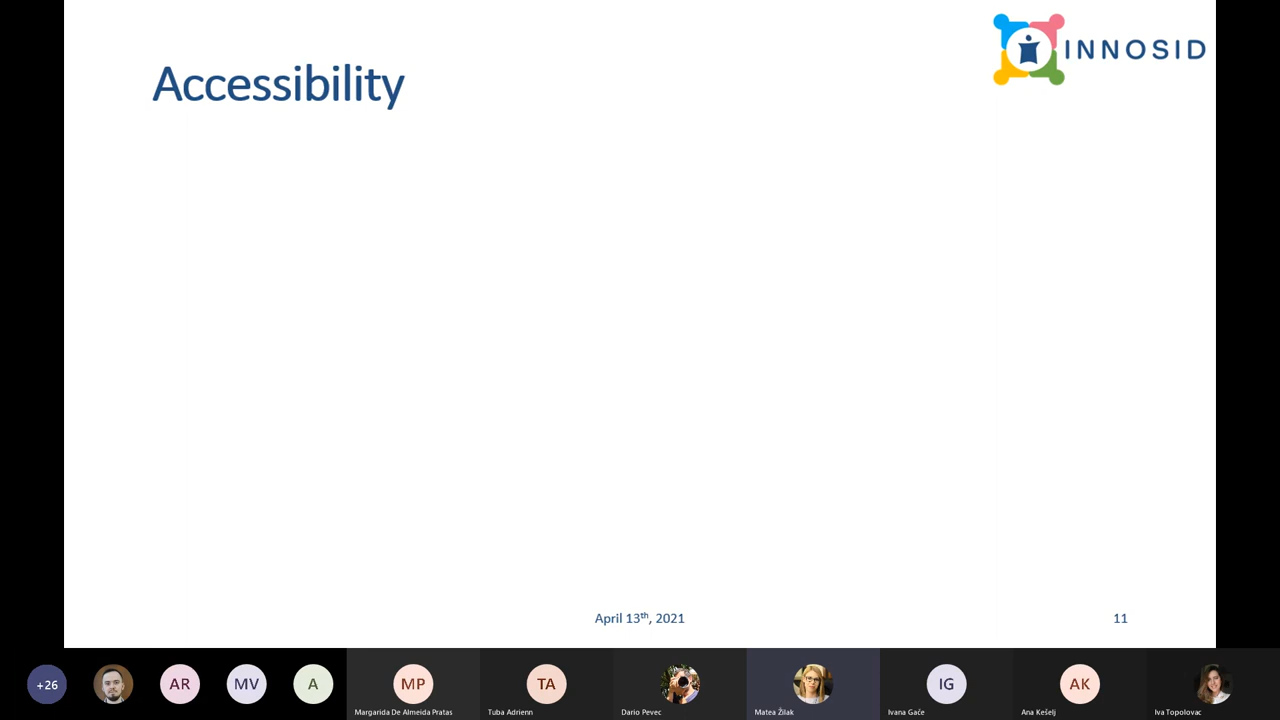 INNOSID
Accessibility
April 13th, 2021
11
+26
AR
MV
A
MP
TA
IG
AK
Margarida De Almeida Pratas
Tuba Adrienn
Dario Pevec
Matea Žilak
Ivana Gaće
Ana Kešelj
Iva Topolovac